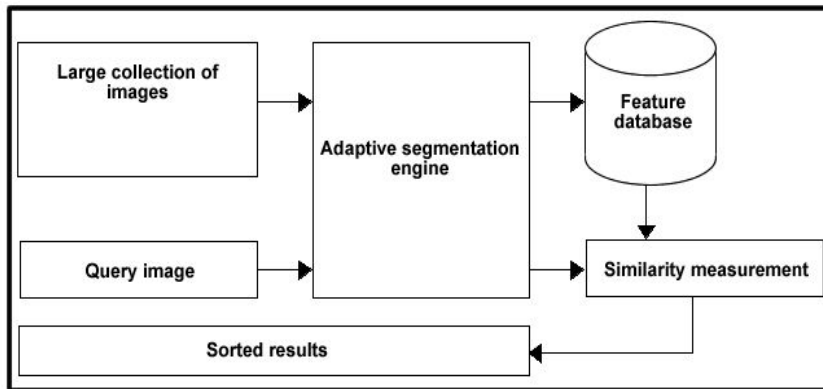 Large collection of
images
Adaptive segmentation
engine
Feature
database
Query image
Similarity measurement
Sorted results